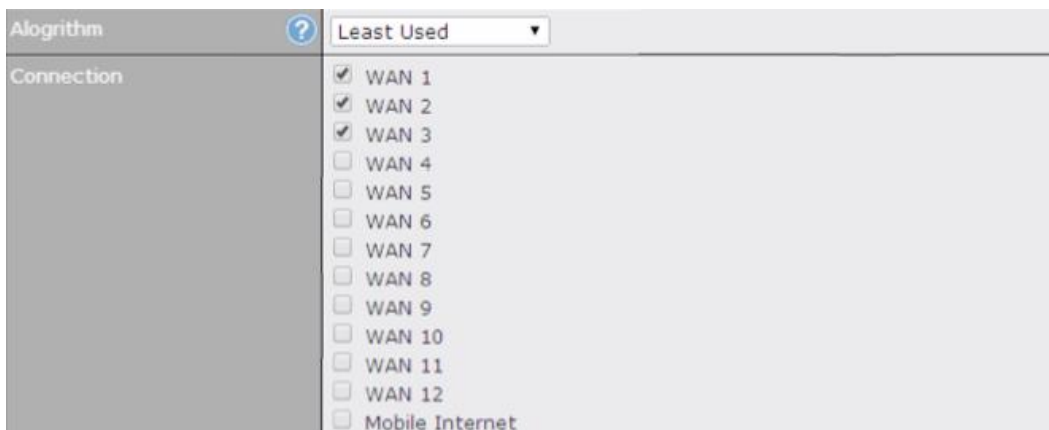 Alogrithm ? Least Used
Connection
WAN 1
WAN 2
WAN 3
WAN 4
WAN 5
WAN 6
WAN 7
WAN 8
WAN 9
WAN 10
WAN 11
WAN 12
Mobile Internet